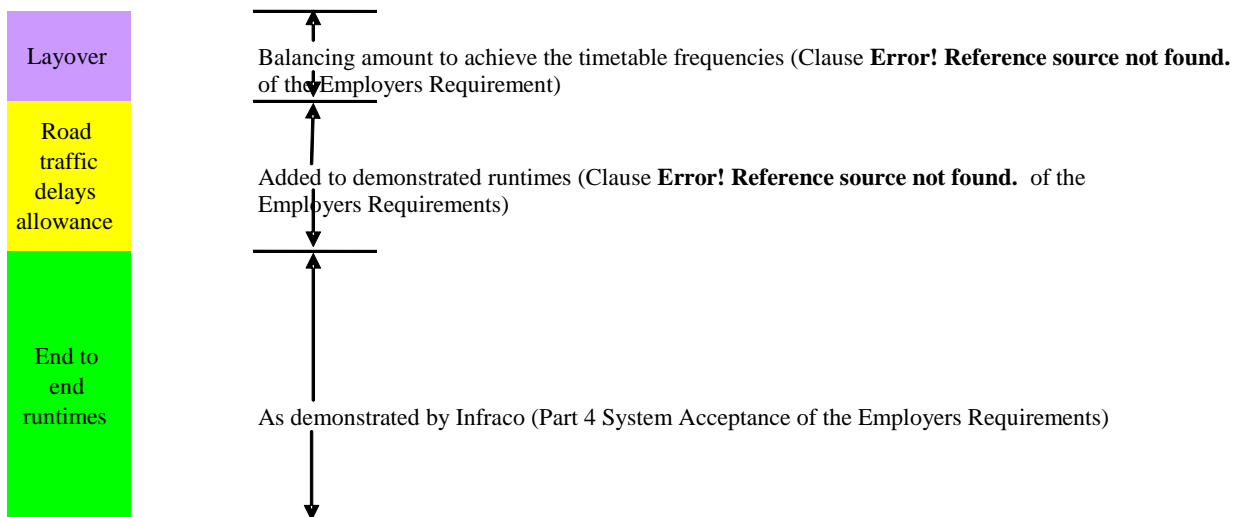 Layover
Balancing amount to achieve the timetable frequencies (Clause Error! Reference source not found.
of the Employers Requirement)
Road
traffic
delays
allowance
Added to demonstrated runtimes (Clause Error! Reference source not found. of the
Employers Requirements)
End to
end
runtimes
As demonstrated by Infraco (Part 4 System Acceptance of the Employers Requirements)